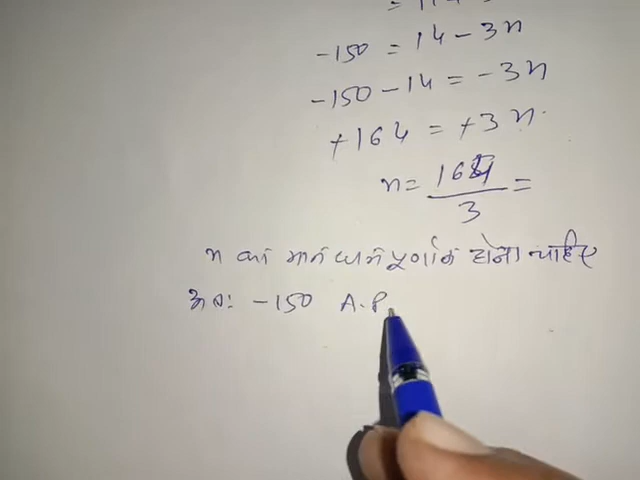 -150 = 14 - 3n
-150 - 14 = -3n
+164 = +3n
n = 164/3 =
n का मान धन पूर्णांक होना चाहिए
अतः -150 A.P